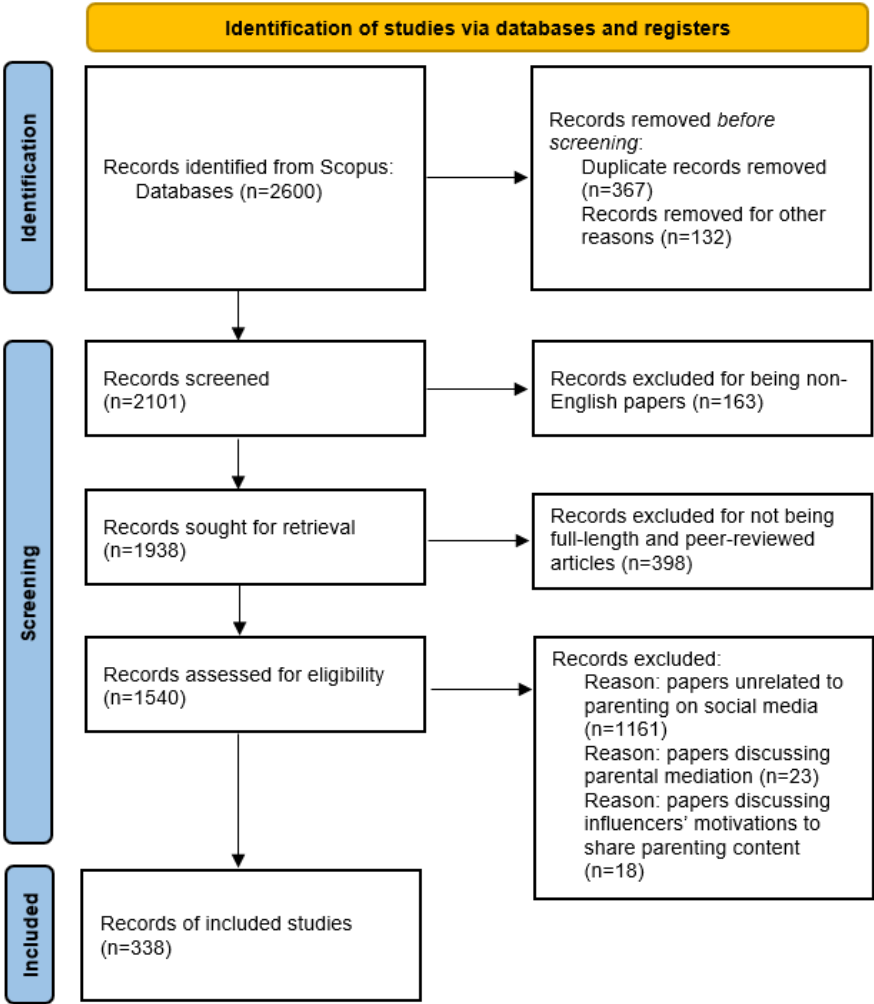 Identification of studies via databases and registers
Identification
Records identified from Scopus:
Databases (n=2600)
Records removed before
screening:
Duplicate records removed
(n=367)
Records removed for other
reasons (n=132)
Screening
Records screened
(n=2101)
Records excluded for being non-
English papers (n=163)
Records sought for retrieval
(n=1938)
Records excluded for not being
full-length and peer-reviewed
articles (n=398)
Records assessed for eligibility
(n=1540)
Records excluded:
Reason: papers unrelated to
parenting on social media
(n=1161)
Reason: papers discussing
parental mediation (n=23)
Reason: papers discussing
influencers’ motivations to
share parenting content
(n=18)
Included
Records of included studies
(n=338)